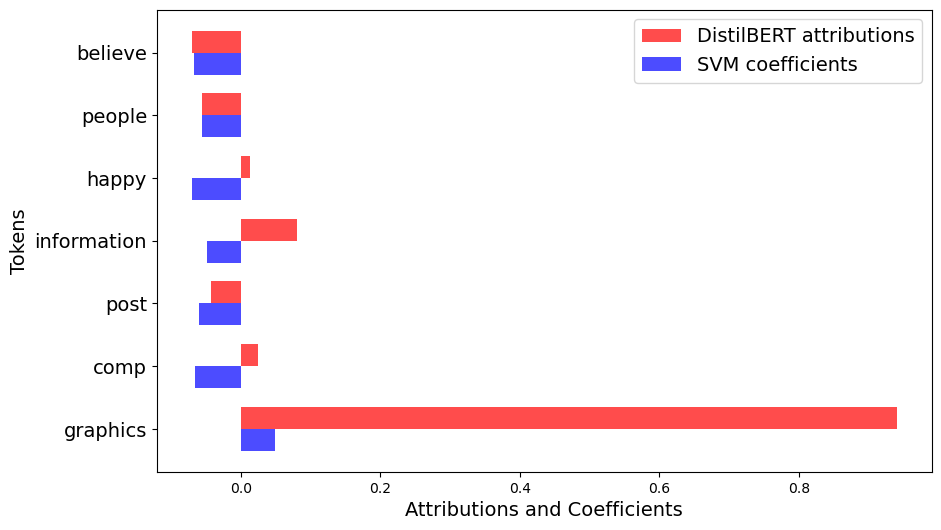 DistilBERT attributions
SVM coefficients
believe
people
happy
information
post
comp
graphics
Tokens
0.0 0.2 0.4 0.6 0.8
Attributions and Coefficients